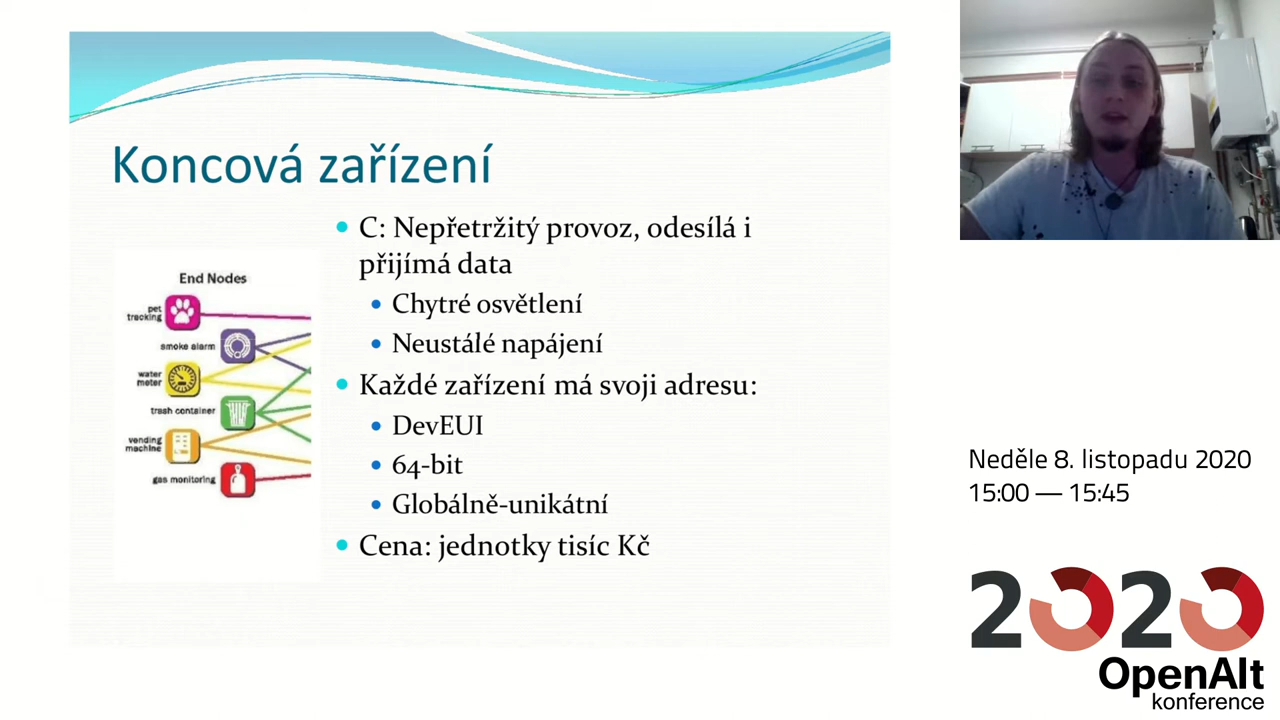 Koncová zařízení
End Nodes
pet
tracking
smoke alarm
water
meter
trash container
vending
machine
gas monitoring
C: Nepřetržitý provoz, odesílá i
přijímá data
Chytré osvětlení
Neustálé napájení
Každé zařízení má svoji adresu:
DevEUI
64-bit
Globálně-unikátní
Cena: jednotky tisíc Kč
Neděle 8. listopadu 2020
15:00 — 15:45
2020
OpenAlt
konference